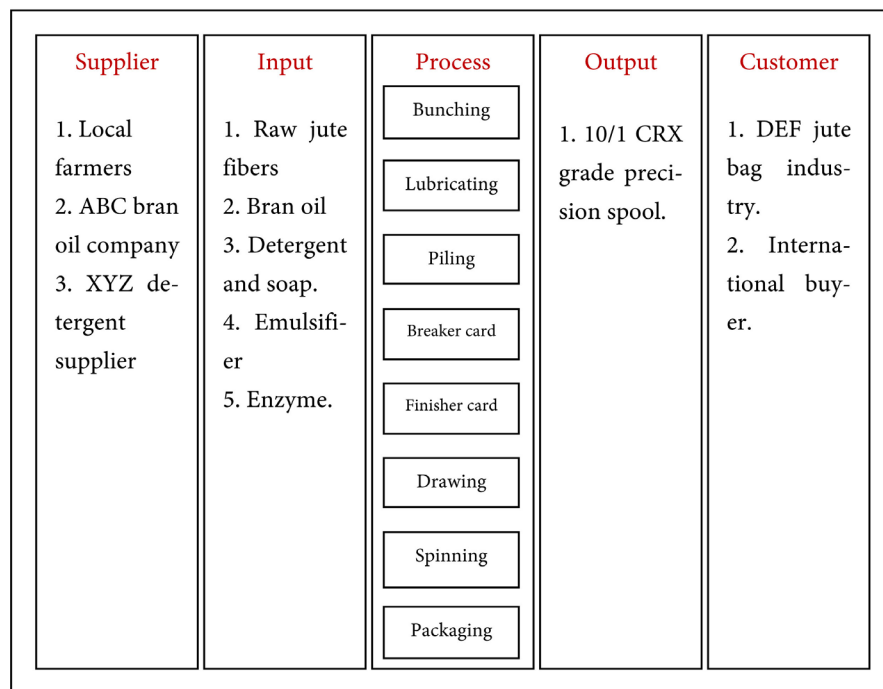 Supplier
1. Local
farmers
2. ABC bran
oil company
3. XYZ de-
tergent
supplier
Input
1. Raw jute
fibers
2. Bran oil
3. Detergent
and soap.
4. Emulsifi-
er
5. Enzyme.
Process
Bunching
Lubricating
Piling
Breaker card
Finisher card
Drawing
Spinning
Packaging
Output
1. 10/1 CRX
grade preci-
sion spool.
Customer
1. DEF jute
bag indus-
try.
2. Interna-
tional buy-
er.